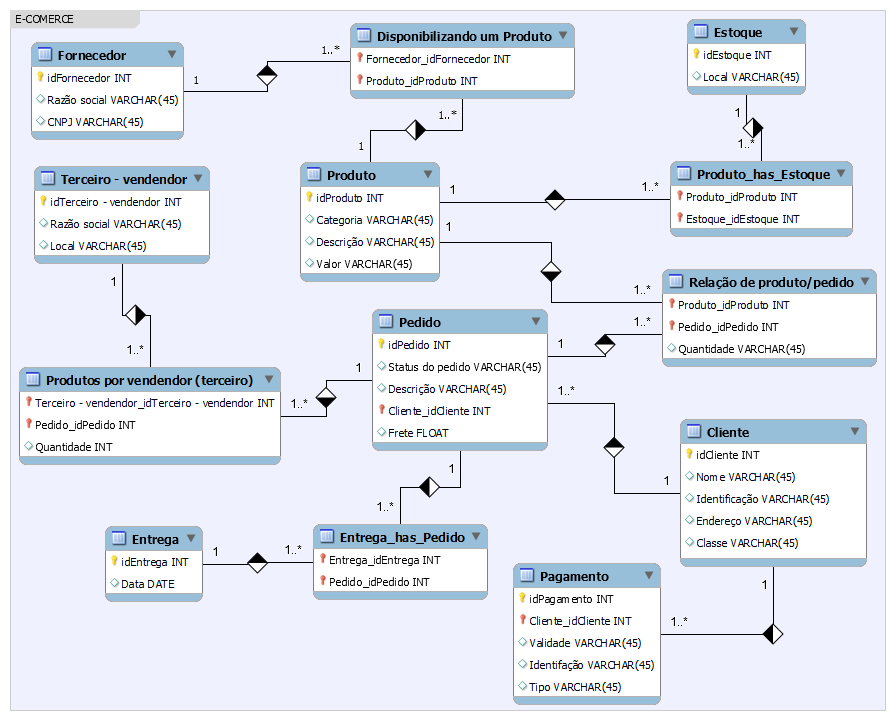 E-COMERCE
Fornecedor
idFornecedor INT
Razão social VARCHAR(45)
CNPJ VARCHAR(45)
1
1..*
Disponibilizando um Produto
Fornecedor_idFornecedor INT
Produto_idProduto INT
1..*
1
Estoque
idEstoque INT
Local VARCHAR(45)
1
1..*
Terceiro - vendendor
idTerceiro - vendendor INT
Razão social VARCHAR(45)
Local VARCHAR(45)
1
1..*
Produto
idProduto INT
Categoria VARCHAR(45)
Descrição VARCHAR(45)
Valor VARCHAR(45)
1
1..*
1
1..*
Produto_has_Estoque
Produto_idProduto INT
Estoque_idEstoque INT
Relação de produto/pedido
Produto_idProduto INT
Pedido_idPedido INT
Quantidade VARCHAR(45)
1..*
1
Pedido
idPedido INT
Status do pedido VARCHAR(45)
Descrição VARCHAR(45)
Cliente_idCliente INT
Frete FLOAT
1
1..*
Produtos por vendendor (terceiro)
Terceiro - vendendor_idTerceiro - vendendor INT
Pedido_idPedido INT
Quantidade INT
1..*
1
Cliente
idCliente INT
Nome VARCHAR(45)
Identificação VARCHAR(45)
Endereço VARCHAR(45)
Classe VARCHAR(45)
1
1..*
Entrega
idEntrega INT
Data DATE
1
1..*
Entrega_has_Pedido
Entrega_idEntrega INT
Pedido_idPedido INT
Pagamento
idPagamento INT
Cliente_idCliente INT
Validade VARCHAR(45)
Identifação VARCHAR(45)
Tipo VARCHAR(45)
1..*
1